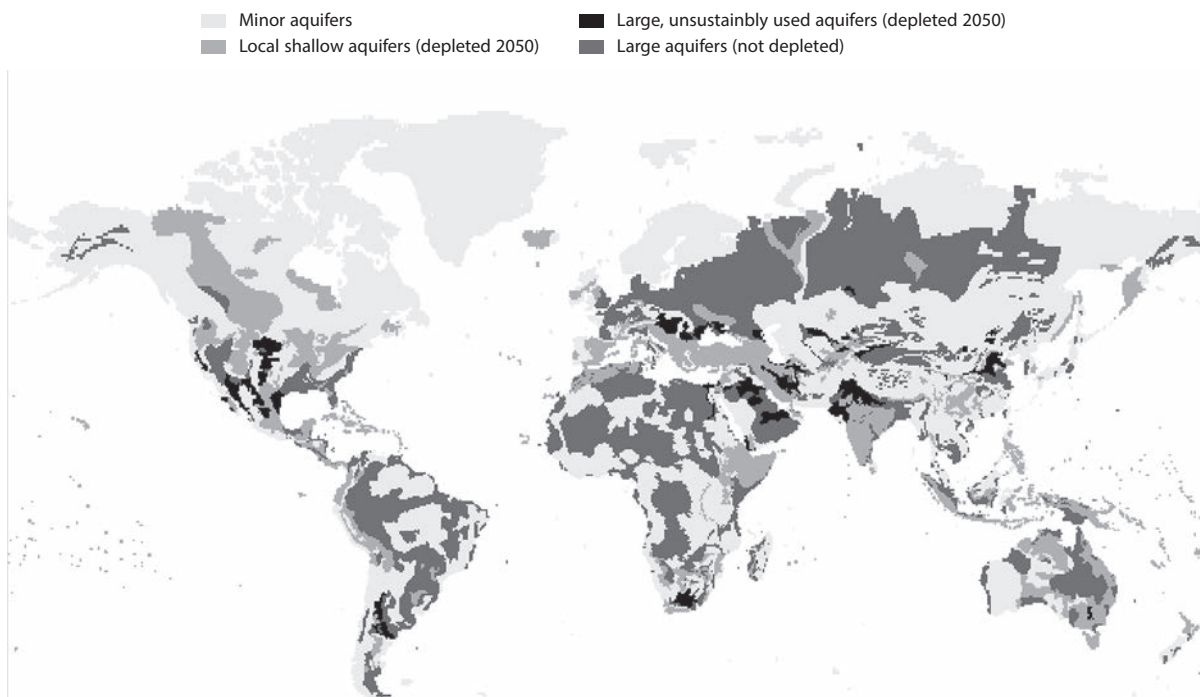 Minor aquifers
Large, unsustainbly used aquifers (depleted 2050)
Local shallow aquifers (depleted 2050)
Large aquifers (not depleted)